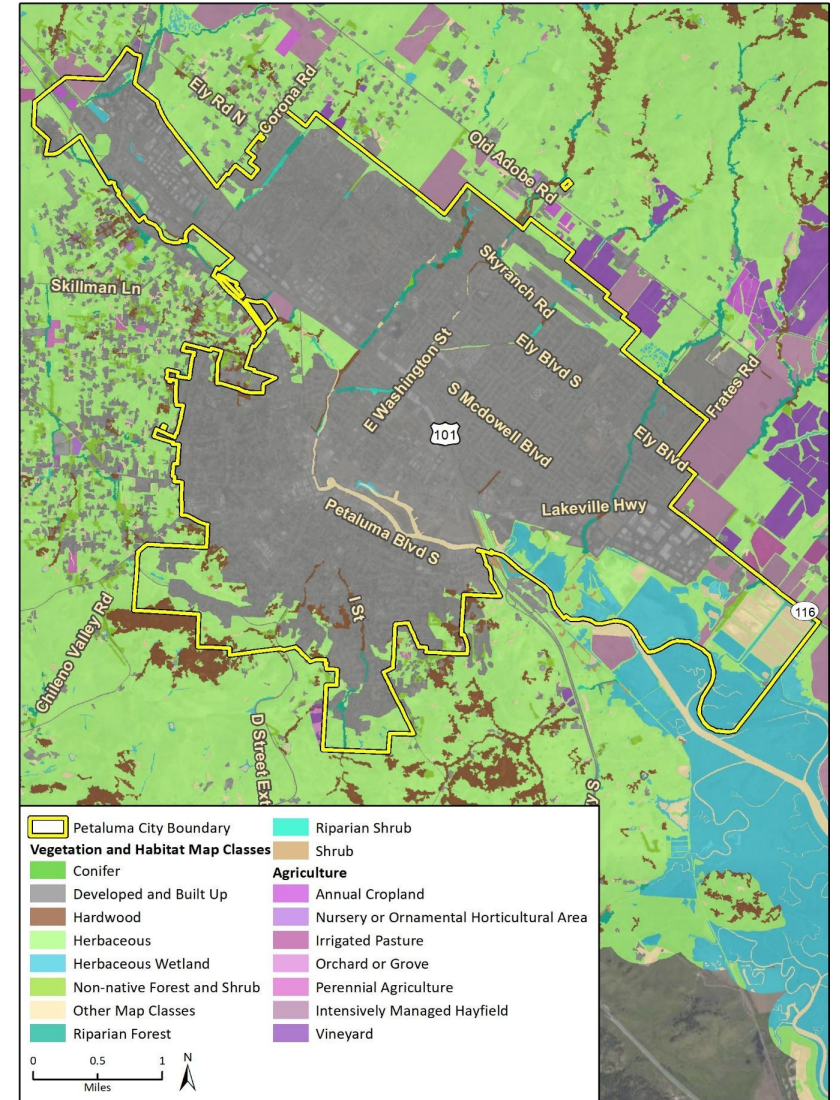 Ely Rd N
Corona Rd
Old Adobe Rd
Skyranch Rd
Skillman Ln
Ely Blvd S
E Washington St
S Mcdowell Blvd
Frates Rd
101
Ely Blvd
Lakeville Hwy
Petaluma Blvd S
I St
116
Chileno Valley Rd
D Street Ext
y S
Petaluma City Boundary
Vegetation and Habitat Map Classes
Conifer
Developed and Built Up
Hardwood
Herbaceous
Herbaceous Wetland
Non-native Forest and Shrub
Other Map Classes
Riparian Forest
Riparian Shrub
Shrub
Agriculture
Annual Cropland
Nursery or Ornamental Horticultural Area
Irrigated Pasture
Orchard or Grove
Perennial Agriculture
Intensively Managed Hayfield
Vineyard
0 0.5 1
Miles
N